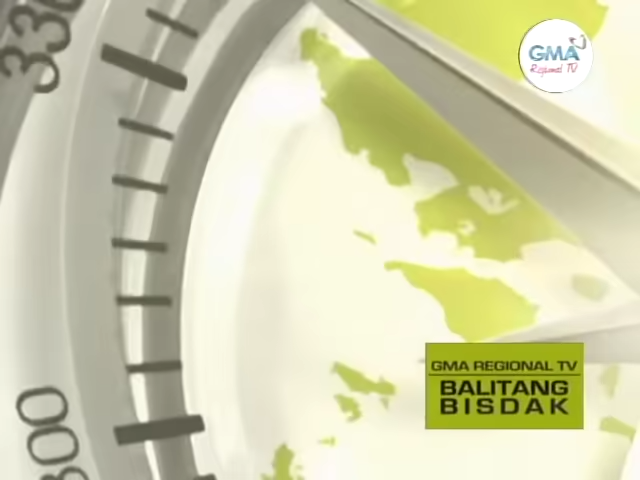 330
GMA
Regional TV
GMA REGIONAL TV
BALITANG
BISDAK
300